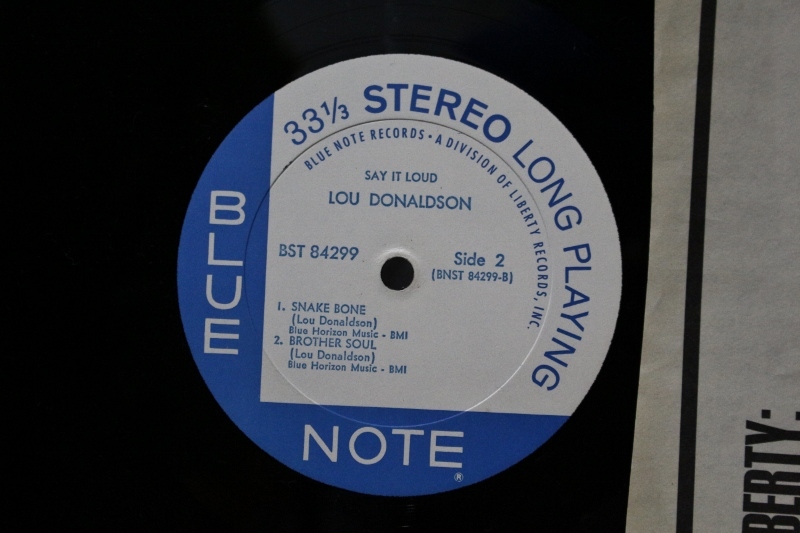 33⅓ STEREO LONG PLAYING
BLUE NOTE RECORDS • A DIVISION OF LIBERTY RECORDS, INC.
SAY IT LOUD
LOU DONALDSON
BST 84299
Side 2
(BNST 84299-B)
1. SNAKE BONE
(Lou Donaldson)
Blue Horizon Music - BMI
2. BROTHER SOUL
(Lou Donaldson)
Blue Horizon Music - BMI
BLUE
NOTE
®